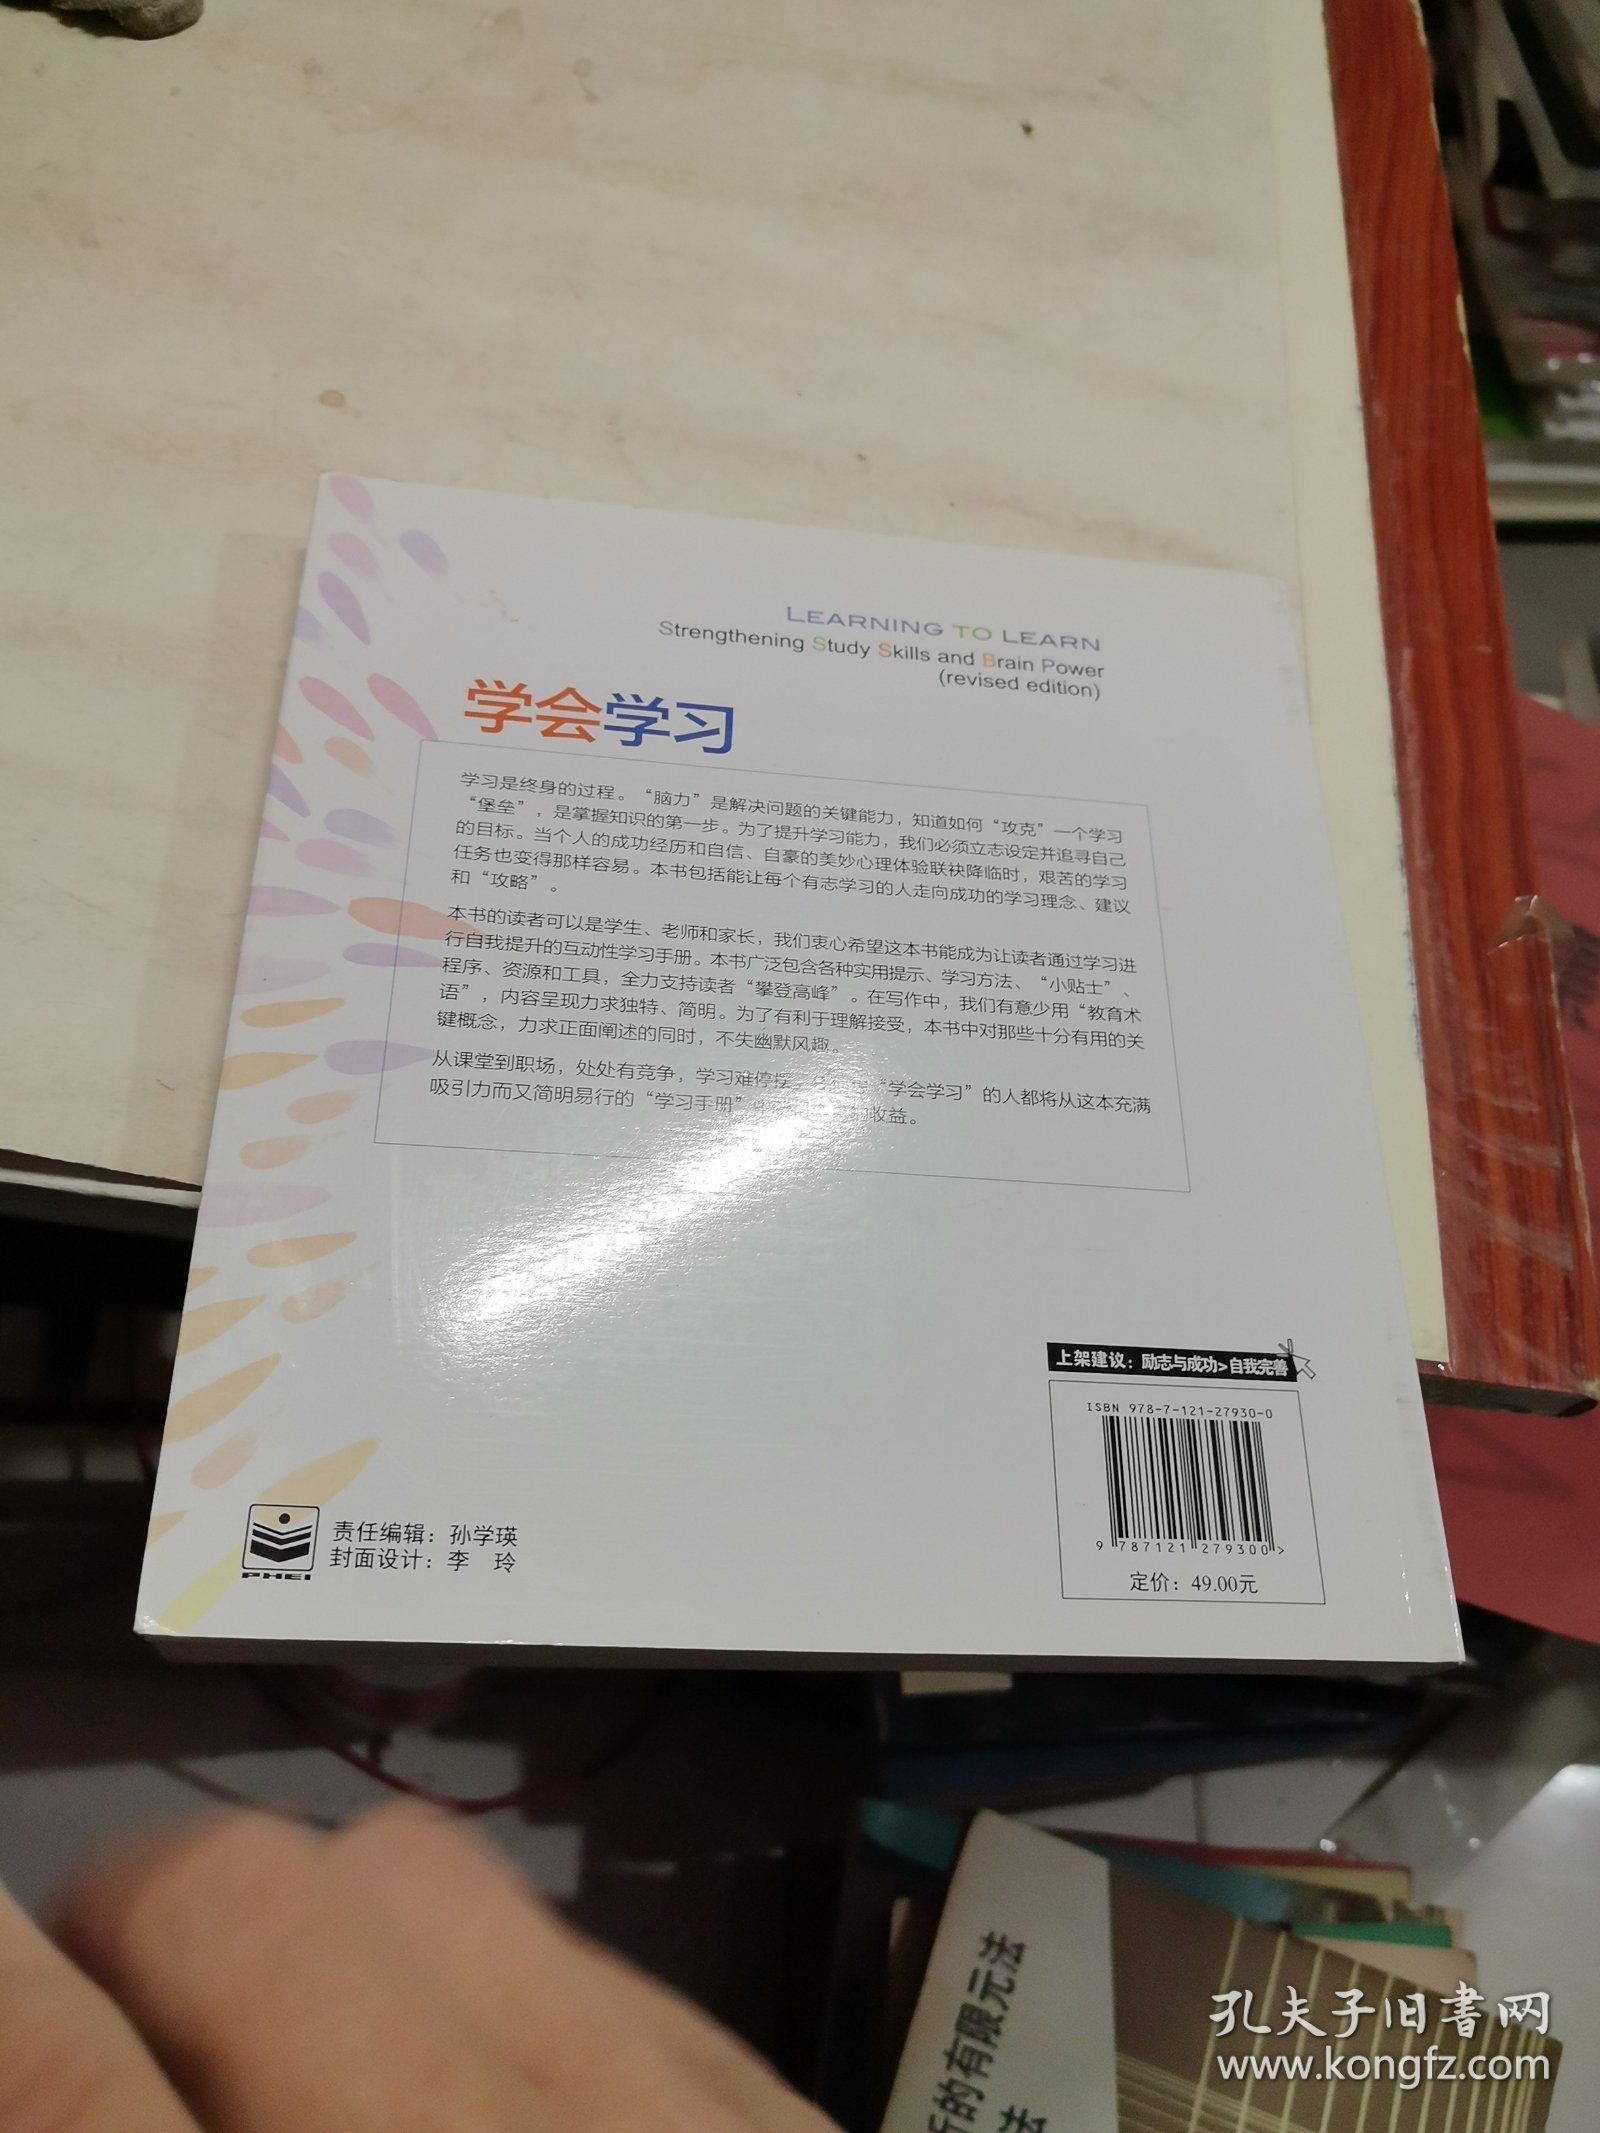 LEARNING TO LEARN
Strengthening Study Skills and Brain Power
(revised edition)
学会学习
学习是终身的过程。“脑力”是解决问题的关键能力，知道如何“攻克”一个学习
“堡垒”，是掌握知识的第一步。为了提升学习能力，我们必须立志设定并追寻自己
的目标。当个人的成功经历和自信、自豪的美妙心理体验联袂降临时，艰苦的学习
任务也变得那样容易。本书包括能让每个有志学习的人走向成功的学习理念、建议
和“攻略”。
本书的读者可以是学生、老师和家长，我们衷心希望这本书能成为让读者通过学习进
行自我提升的互动性学习手册。本书广泛包含各种实用提示、学习方法、“小贴士”、
程序、资源和工具，全力支持读者“攀登高峰”。在写作中，我们有意少用“教育术
语”，内容呈现力求独特、简明。为了有利于理解接受，本书中对那些十分有用的关
键概念，力求正面阐述的同时，不失幽默风趣。
从课堂到职场，处处有竞争，学习难停摆。 “学会学习”的人都将从这本充满
吸引力而又简明易行的“学习手册” 收益。
上架建议：励志与成功>自我完善
ISBN 978-7-121-27930-0
9 787121 279300 >
定价：49.00元
PHEI
责任编辑：孙学瑛
封面设计：李 玲
析的有限元法
法
孔夫子旧书网
www.kongfz.com